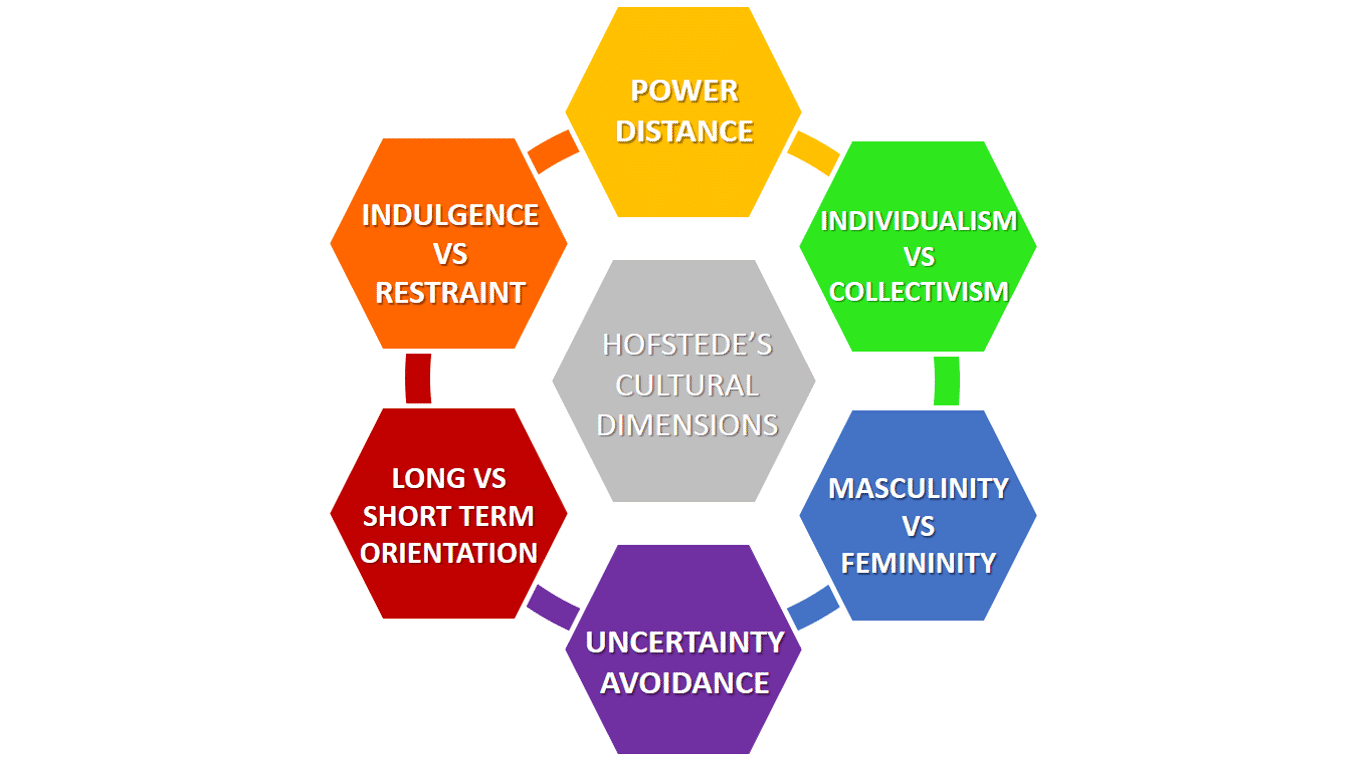 POWER
DISTANCE
INDIVIDUALISM
VS
COLLECTIVISM
MASCULINITY
VS
FEMININITY
UNCERTAINTY
AVOIDANCE
LONG VS
SHORT TERM
ORIENTATION
INDULGENCE
VS
RESTRAINT
HOFSTEDE’S
CULTURAL
DIMENSIONS